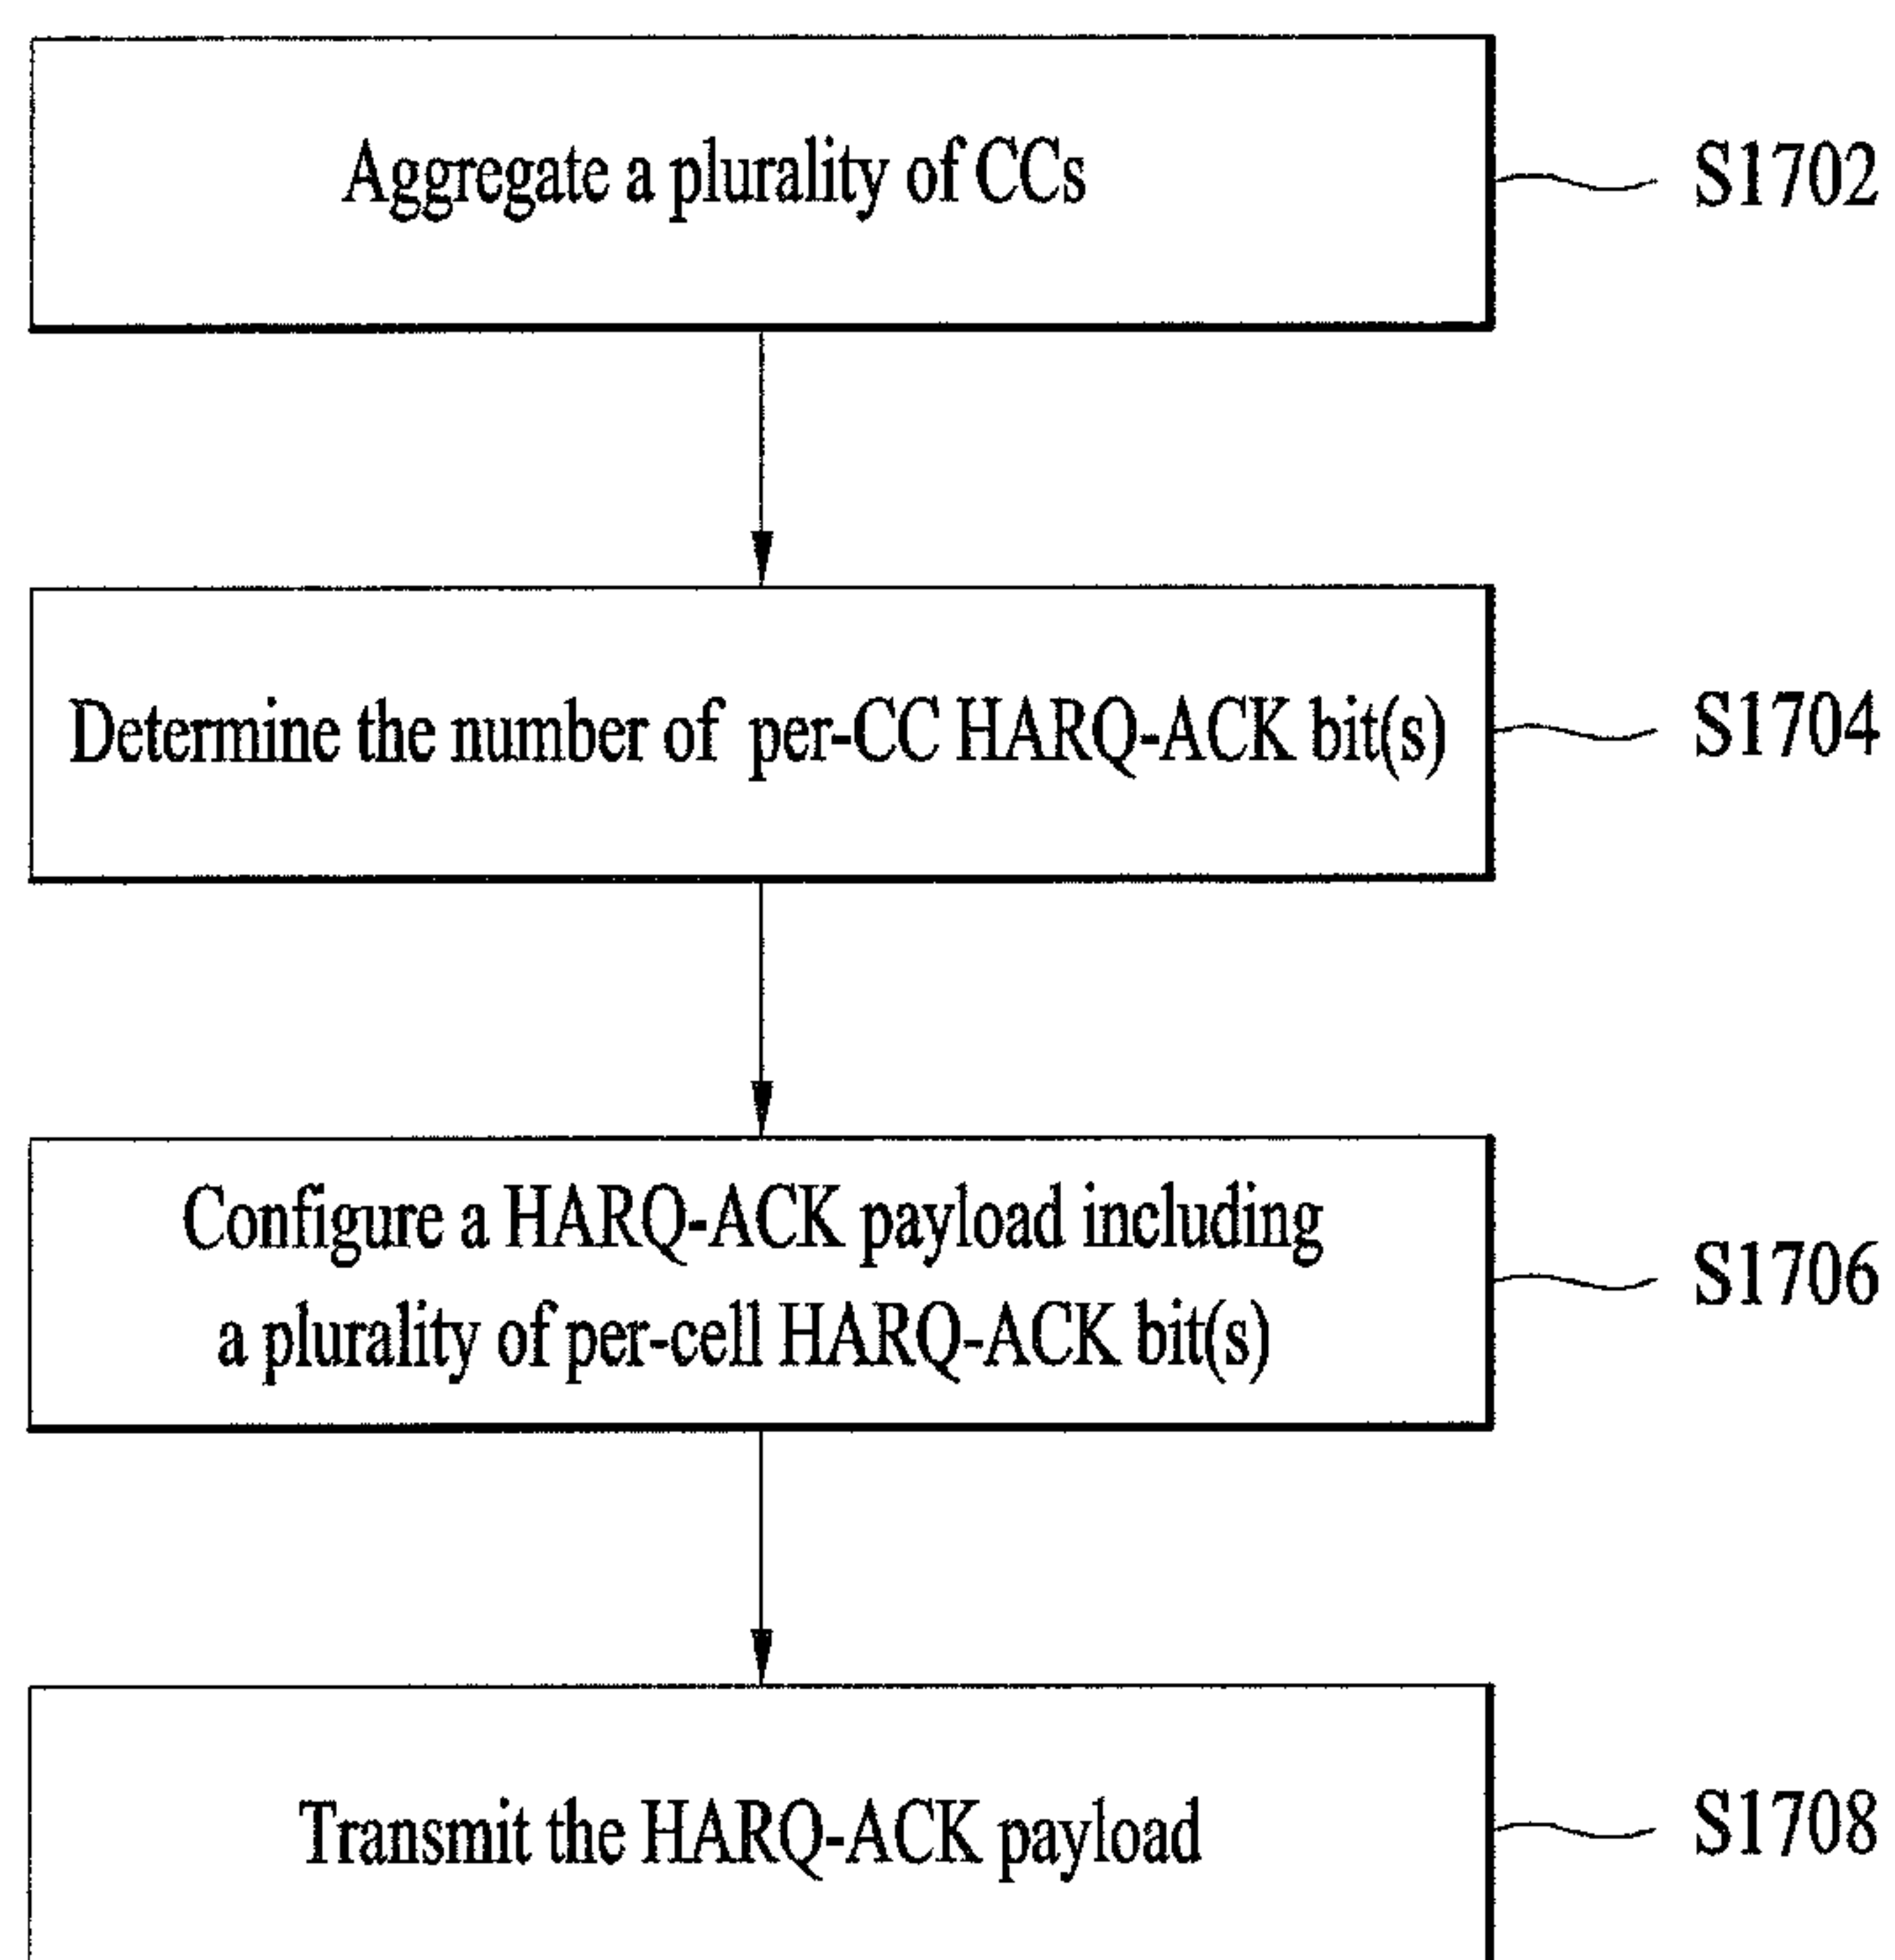 Aggregate a plurality of CCs
S1702
Determine the number of per-CC HARQ-ACK bit(s)
S1704
Configure a HARQ-ACK payload including
a plurality of per-cell HARQ-ACK bit(s)
S1706
Transmit the HARQ-ACK payload
S1708